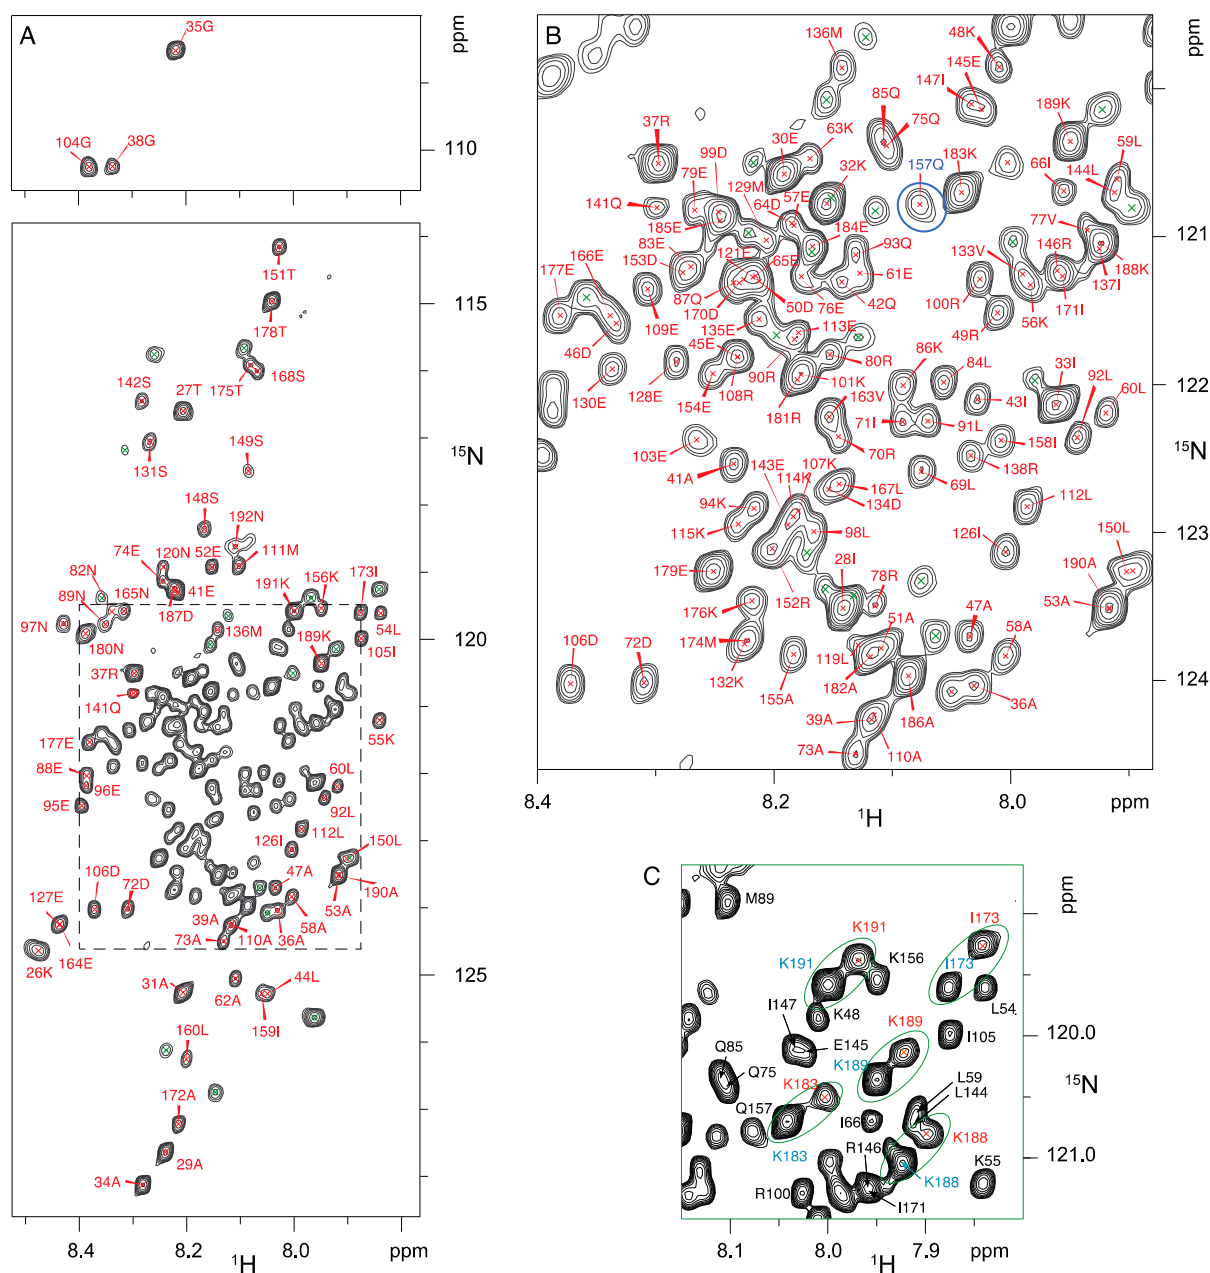 A
35G
104G
38G
ppm
110
151T
178T
115
142S
27T
175T
168S
131S
149S
15N
148S
192N
74E
120N
52E
111M
82N
41E
191K
156K
173I
89N
165N
187D
97N
136M
189K
54L
180N
120
105I
37R
141Q
177E
55K
88E
96E
60L
95E
92L
112L
126I
150L
106D
72D
47A
190A
127E
53A
39A
58A
73A
110A
36A
164E
26K
125
31A
62A
44L
159I
160L
172A
29A
34A
8.4
8.2
8.0
ppm
1H
B
136M
48K
145E
147I
ppm
85Q
75Q
189K
37R
63K
30E
59L
99D
32K
157Q
183K
66I
144L
79E
129M
57E
64D
141Q
77V
185E
184E
121
83E
121E
65E
93Q
133V
146R
166E
153D
188K
177E
61E
137I
87Q
50D
76E
42Q
100R
171I
170D
56K
109E
135E
113E
49R
46D
45E
90R
80R
86K
84L
33I
128E
101K
92L
60L
122
130E
154E
108R
181R
163V
43I
71I
91L
158I
15N
103E
70R
138R
143E
107K
41A
114K
167L
69L
134D
94K
112L
115K
98L
126I
150L
123
179E
28I
190A
78R
152R
176K
51A
47A
53A
58A
106D
72D
174M
119L
132K
182A
155A
36A
124
39A
186A
73A
110A
8.4
8.2
8.0
ppm
1H
C
M89
K191
I173
ppm
K191
K156
I173
I147
K48
L54
K189
120.0
Q85
E145
I105
K189
Q75
K183
L59
15N
L144
Q157
I66
K188
R146
121.0
K183
K188
K55
R100
I171
8.1
8.0
7.9
ppm
1H